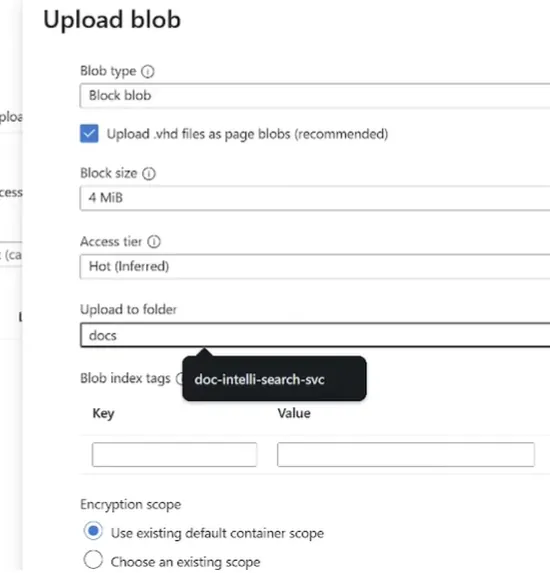 Upload blob
Blob type
Block blob
Upload .vhd files as page blobs (recommended)
Block size
4 MiB
cess
Access tier
Hot (Inferred)
Upload to folder
docs
doc-intelli-search-svc
Blob index tags
Key Value
Encryption scope
Use existing default container scope
Choose an existing scope